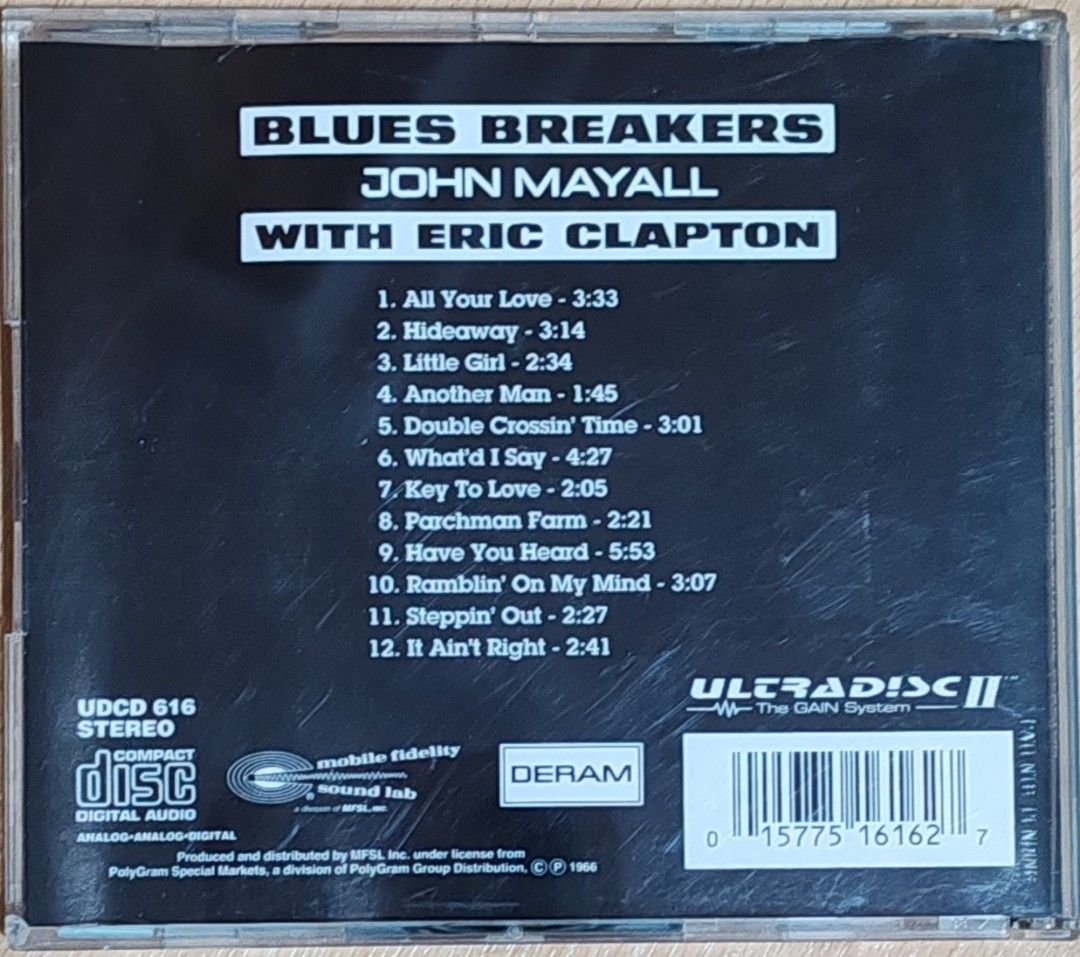 BLUES BREAKERS
JOHN MAYALL
WITH ERIC CLAPTON
1. All Your Love - 3:33
2. Hideaway - 3:14
3. Little Girl - 2:34
4. Another Man - 1:45
5. Double Crossin' Time - 3:01
6. What'd I Say - 4:27
7. Key To Love - 2:05
8. Parchman Farm - 2:21
9. Have You Heard - 5:53
10. Ramblin' On My Mind - 3:07
11. Steppin' Out - 2:27
12. It Ain't Right - 2:41
UDCD 616
STEREO
COMPACT
disc
DIGITAL AUDIO
ANALOG•ANALOG•DIGITAL
mobile fidelity
sound lab
a division of MFSL, inc.
DERAM
ULTRADISC II™
The GAIN System
0 15775 16162 7
Produced and distributed by MFSL Inc. under license from
PolyGram Special Markets, a division of PolyGram Group Distribution, Ⓒ Ⓟ 1966